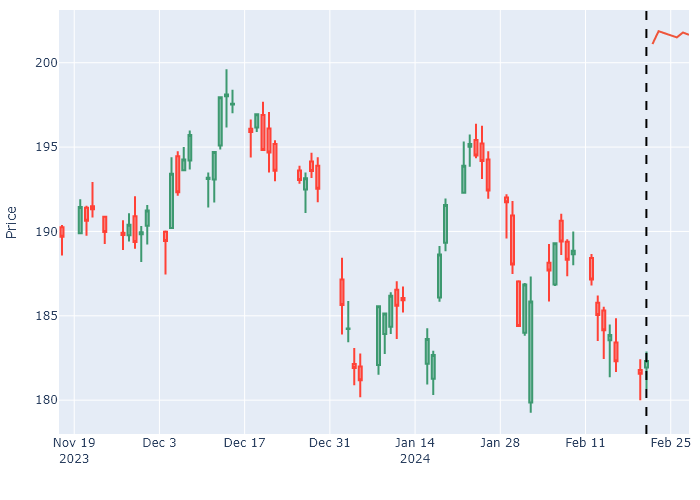 Price
200
195
190
185
180
Nov 19
2023
Dec 3
Dec 17
Dec 31
Jan 14
2024
Jan 28
Feb 11
Feb 25